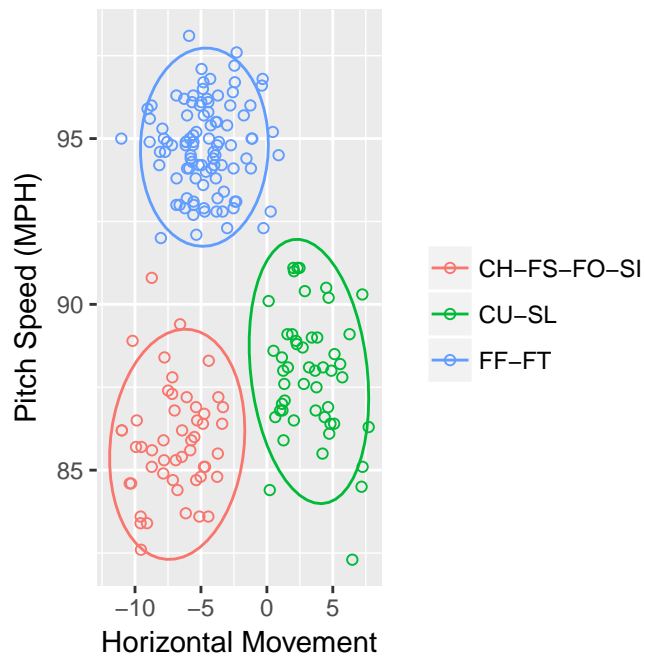 Pitch Speed (MPH)
95
90
85
−10
−5
0
5
Horizontal Movement
CH−FS−FO−SI
CU−SL
FF−FT